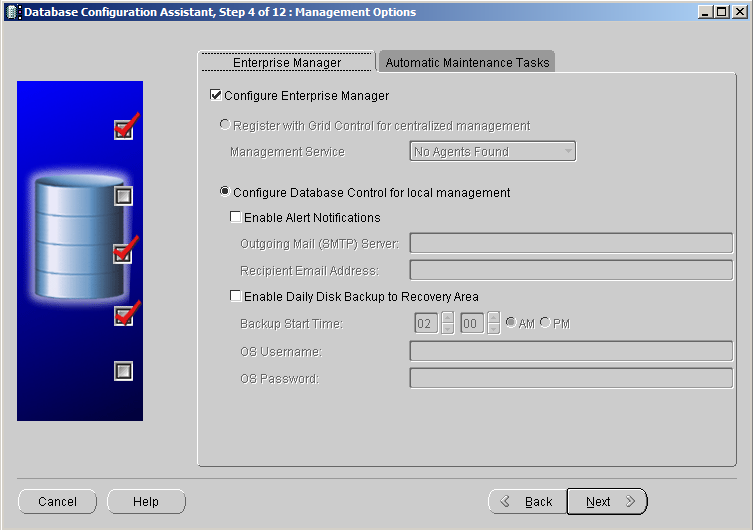 Database Configuration Assistant, Step 4 of 12 : Management Options
Enterprise Manager
Automatic Maintenance Tasks
Configure Enterprise Manager
Register with Grid Control for centralized management
Management Service
No Agents Found
Configure Database Control for local management
Enable Alert Notifications
Outgoing Mail (SMTP) Server:
Recipient Email Address:
Enable Daily Disk Backup to Recovery Area
Backup Start Time:
02 00 AM PM
OS Username:
OS Password:
Cancel
Help
Back
Next